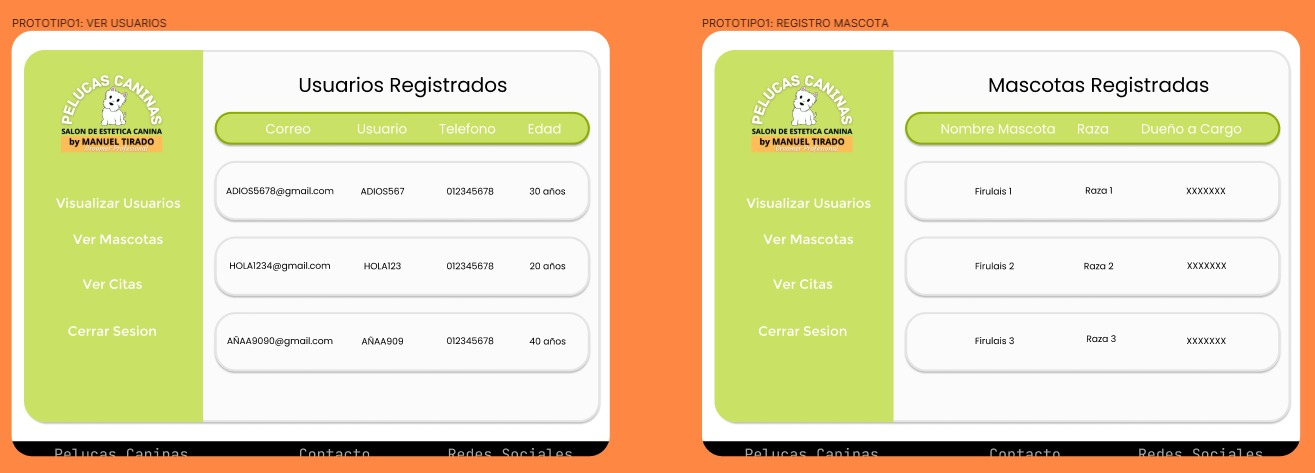 PROTOTIPO1: VER USUARIOS
PELUCAS CANINAS
SALON DE ESTETICA CANINA
by MANUEL TIRADO
Groomer Profesional
Visualizar Usuarios
Ver Mascotas
Ver Citas
Cerrar Sesion
Usuarios Registrados
Correo Usuario Telefono Edad
ADIOS5678@gmail.com ADIOS567 012345678 30 años
HOLA1234@gmail.com HOLA123 012345678 20 años
AÑAA9090@gmail.com AÑAA909 012345678 40 años
Pelucas Caninas Contacto Redes Sociales
PROTOTIPO1: REGISTRO MASCOTA
PELUCAS CANINAS
SALON DE ESTETICA CANINA
by MANUEL TIRADO
Groomer Profesional
Visualizar Usuarios
Ver Mascotas
Ver Citas
Cerrar Sesion
Mascotas Registradas
Nombre Mascota Raza Dueño a Cargo
Firulais 1 Raza 1 XXXXXXX
Firulais 2 Raza 2 XXXXXXX
Firulais 3 Raza 3 XXXXXXX
Pelucas Caninas Contacto Redes Sociales